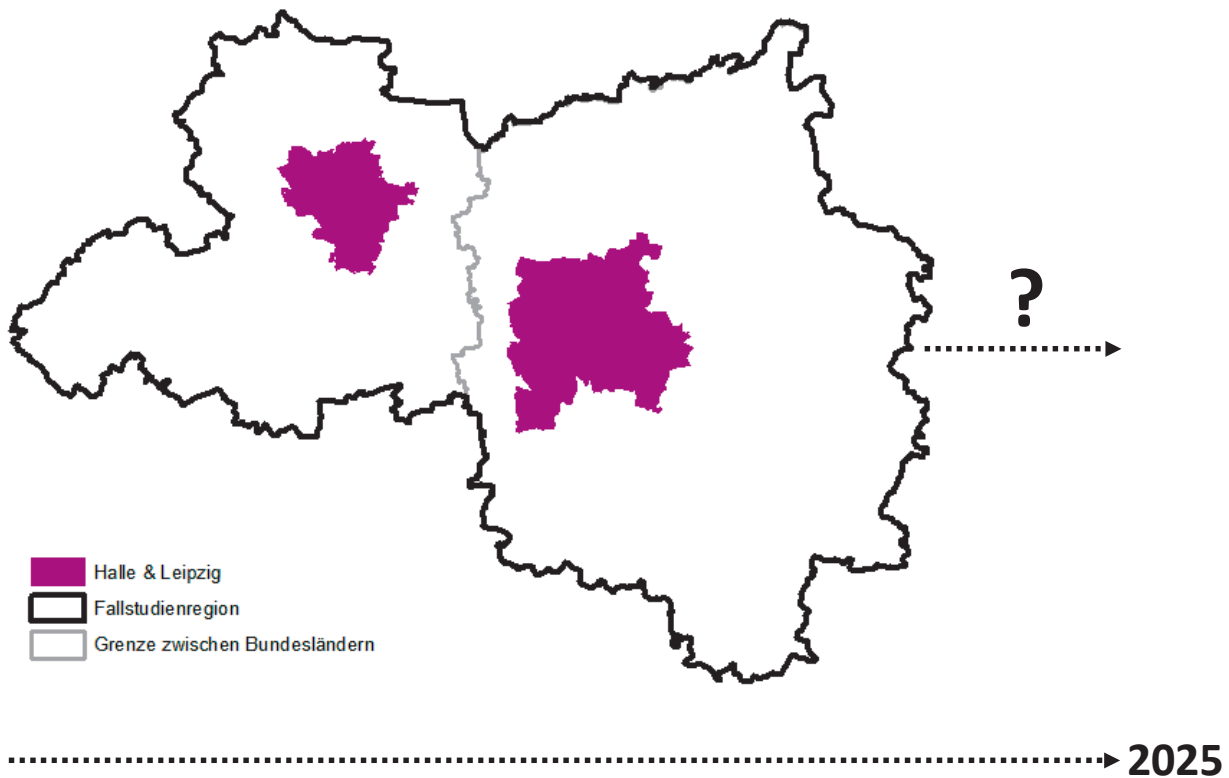 ?
Halle & Leipzig
Fallstudienregion
Grenze zwischen Bundesländern
2025